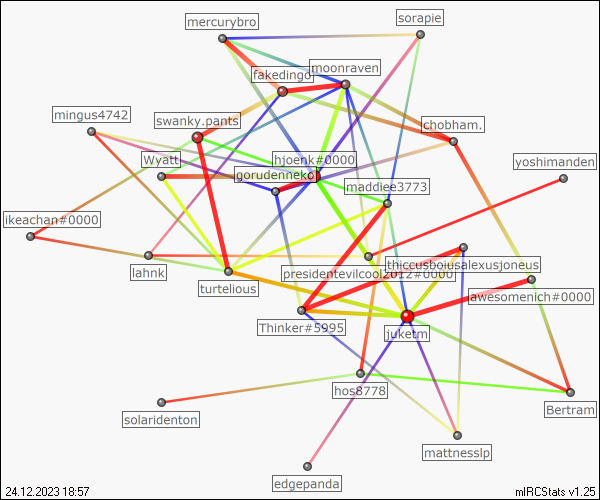 mercurybro
sorapie
moonraven
fakedingo
mingus4742
swanky.pants
chobham.
hjoenk#0000
Wyatt
gorudenneko
yoshimanden
maddiee3773
ikeachan#0000
lahnk
thiccusboiusalexusjoneus
presidentevilcool2012#0000
turtelious
awesomenich#0000
Thinker#5995
juketm
hos8778
solaridenton
Bertram
mattnesslp
edgepanda
24.12.2023 18:57
mIRCStats v1.25